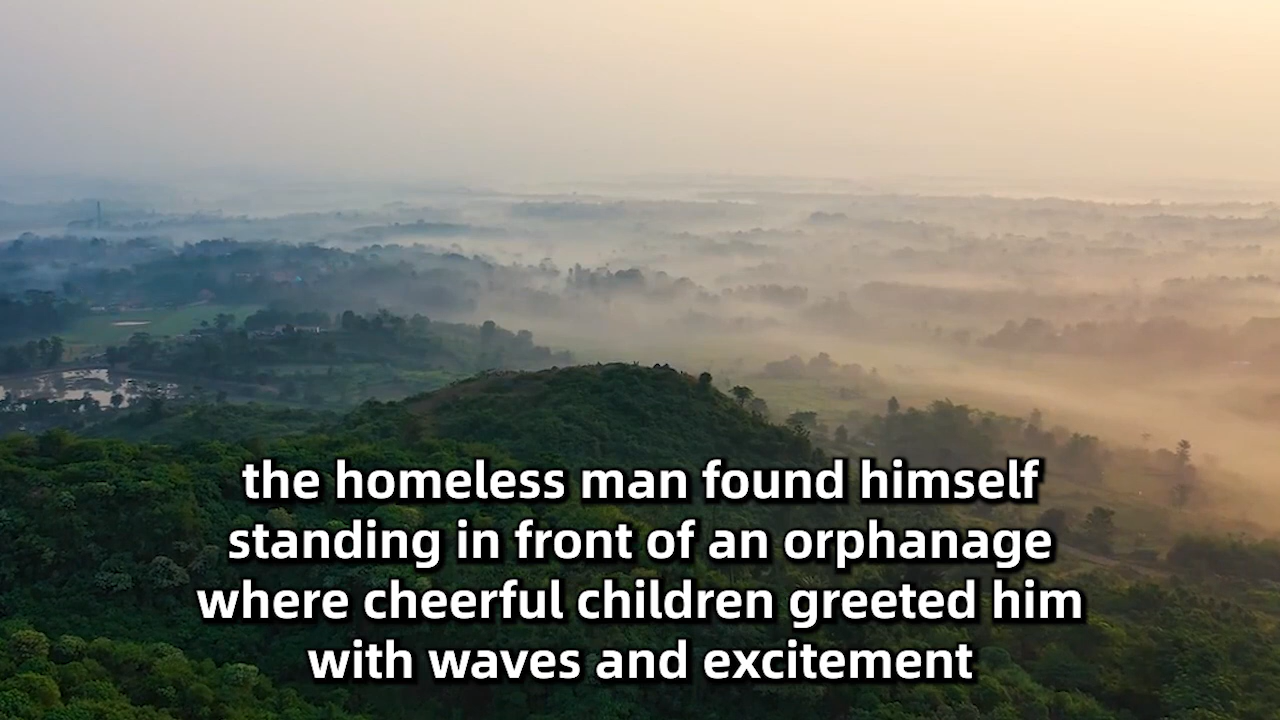 the homeless man found himself
standing in front of an orphanage
where cheerful children greeted him
with waves and excitement